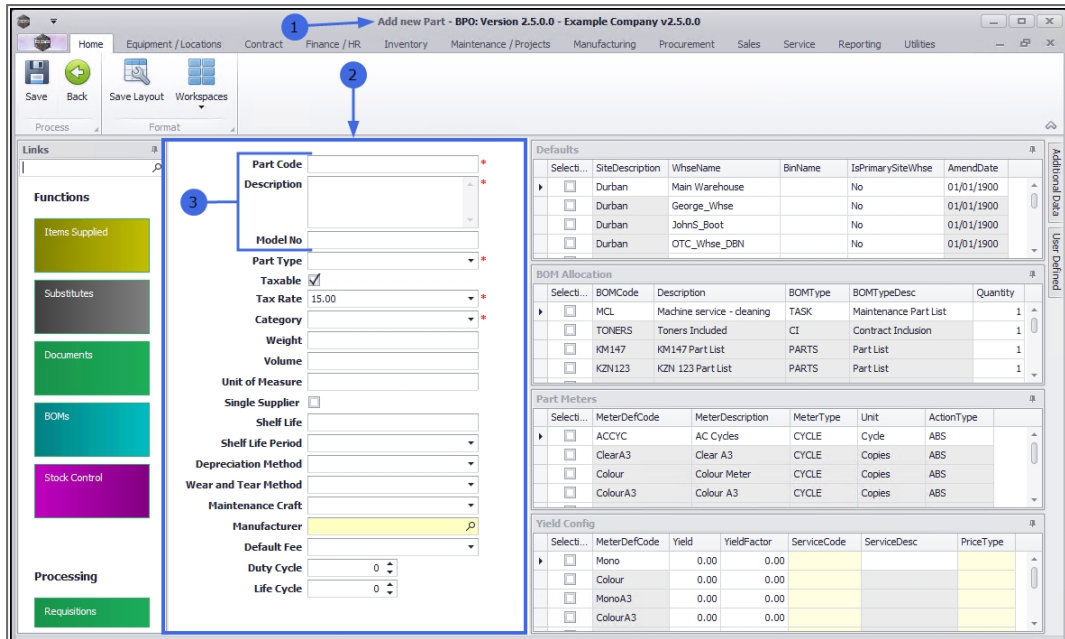 Add new Part - BPO: Version 2.5.0.0 - Example Company v2.5.0.0
1
Home Equipment / Locations Contract Finance / HR Inventory Maintenance / Projects Manufacturing Procurement Sales Service Reporting Utilities
Save Back Save Layout Workspaces
Process Format
2
Links
Functions
Items Supplied
Substitutes
Documents
BOMs
Stock Control
Processing
Requisitions
3
Part Code *
Description *
Model No
Part Type *
Taxable
Tax Rate 15.00 *
Category *
Weight
Volume
Unit of Measure
Single Supplier
Shelf Life
Shelf Life Period
Depreciation Method
Wear and Tear Method
Maintenance Craft
Manufacturer
Default Fee
Duty Cycle 0
Life Cycle 0
Defaults
Selecti... SiteDescription WhseName BinName IsPrimarySiteWhse AmendDate
Durban Main Warehouse No 01/01/1900
Durban George_Whse No 01/01/1900
Durban JohnS_Boot No 01/01/1900
Durban OTC_Whse_DBN No 01/01/1900
BOM Allocation
Selecti... BOMCode Description BOMType BOMTypeDesc Quantity
MCL Machine service - cleaning TASK Maintenance Part List 1
TONERS Toners Included CI Contract Inclusion 1
KM147 KM147 Part List PARTS Part List 1
KZN123 KZN 123 Part List PARTS Part List 1
Part Meters
Selecti... MeterDefCode MeterDescription MeterType Unit ActionType
ACCYC AC Cycles CYCLE Cycle ABS
ClearA3 Clear A3 CYCLE Copies ABS
Colour Colour Meter CYCLE Copies ABS
ColourA3 Colour A3 CYCLE Copies ABS
Yield Config
Selecti... MeterDefCode Yield YieldFactor ServiceCode ServiceDesc PriceType
Mono 0.00 0.00
Colour 0.00 0.00
MonoA3 0.00 0.00
ColourA3 0.00 0.00
Additional Data
User Defined